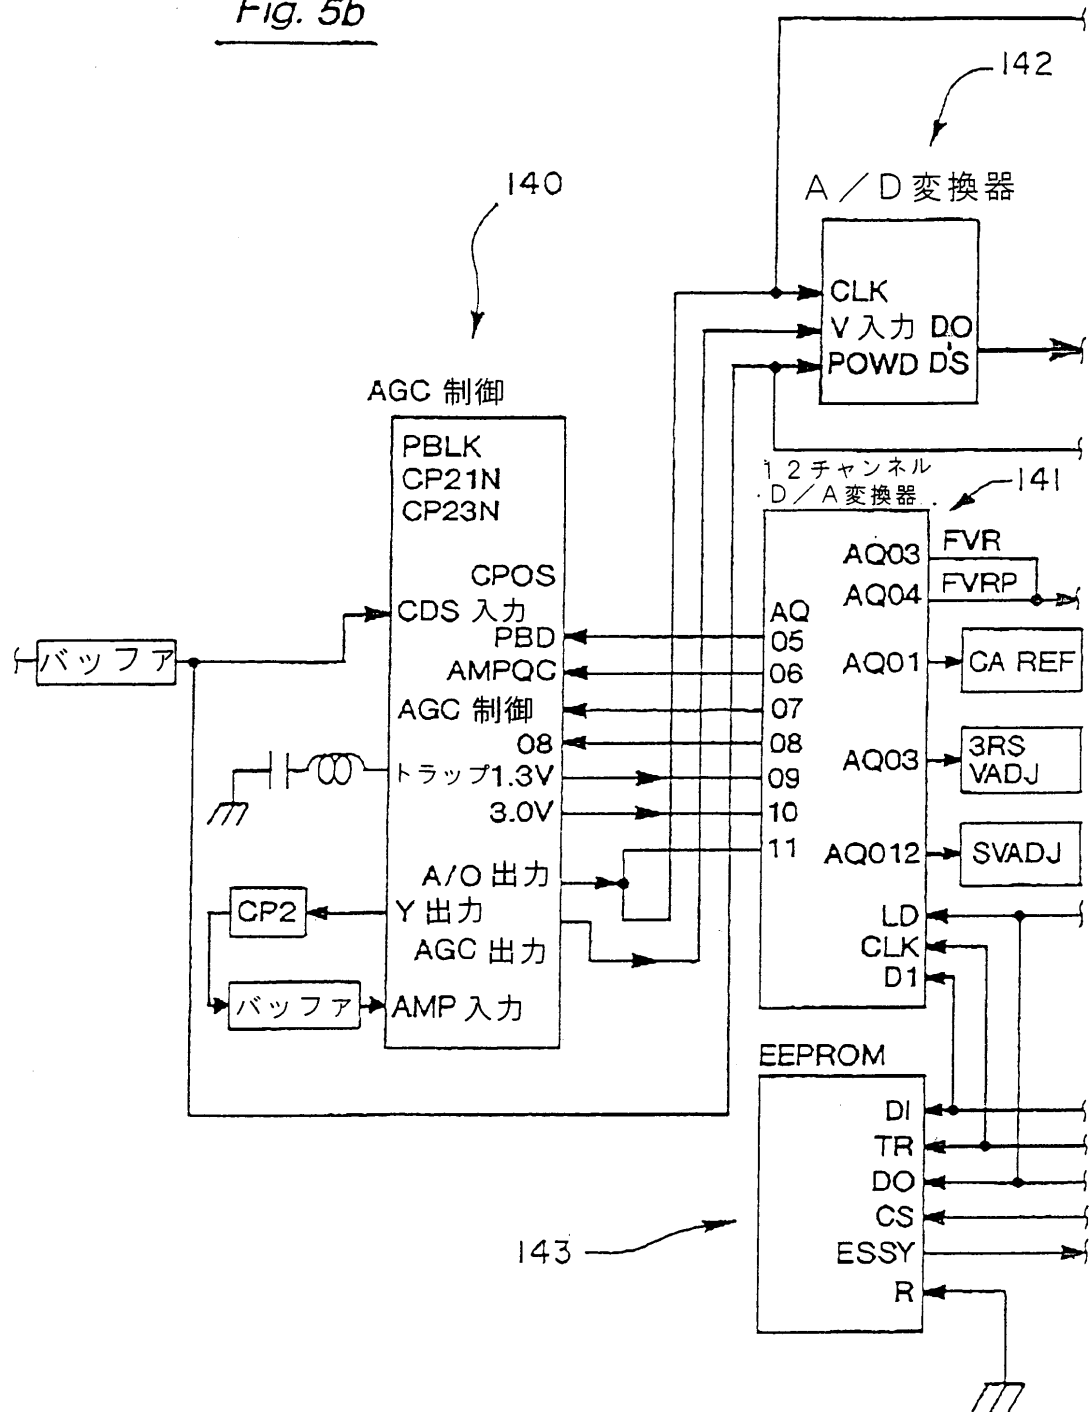 Fig. 5b
142
140
A/D変換器
CLK
V入力 DO
POWD D'S
AGC 制御
PBLK
CP21N
CP23N
CPOS
CDS 入力
PBD
AMPQC
AGC 制御
08
トラップ1.3V
3.0V
A/O 出力
Y 出力
AGC 出力
AMP 入力
バッファ
CP2
バッファ
12チャンネル
D/A変換器
141
AQ
05
06
07
08
09
10
11
AQ03
FVR
AQ04
FVRP
AQ01
CA REF
AQ03
3RS
VADJ
AQ012
SVADJ
LD
CLK
D1
EEPROM
DI
TR
DO
CS
ESSY
R
143